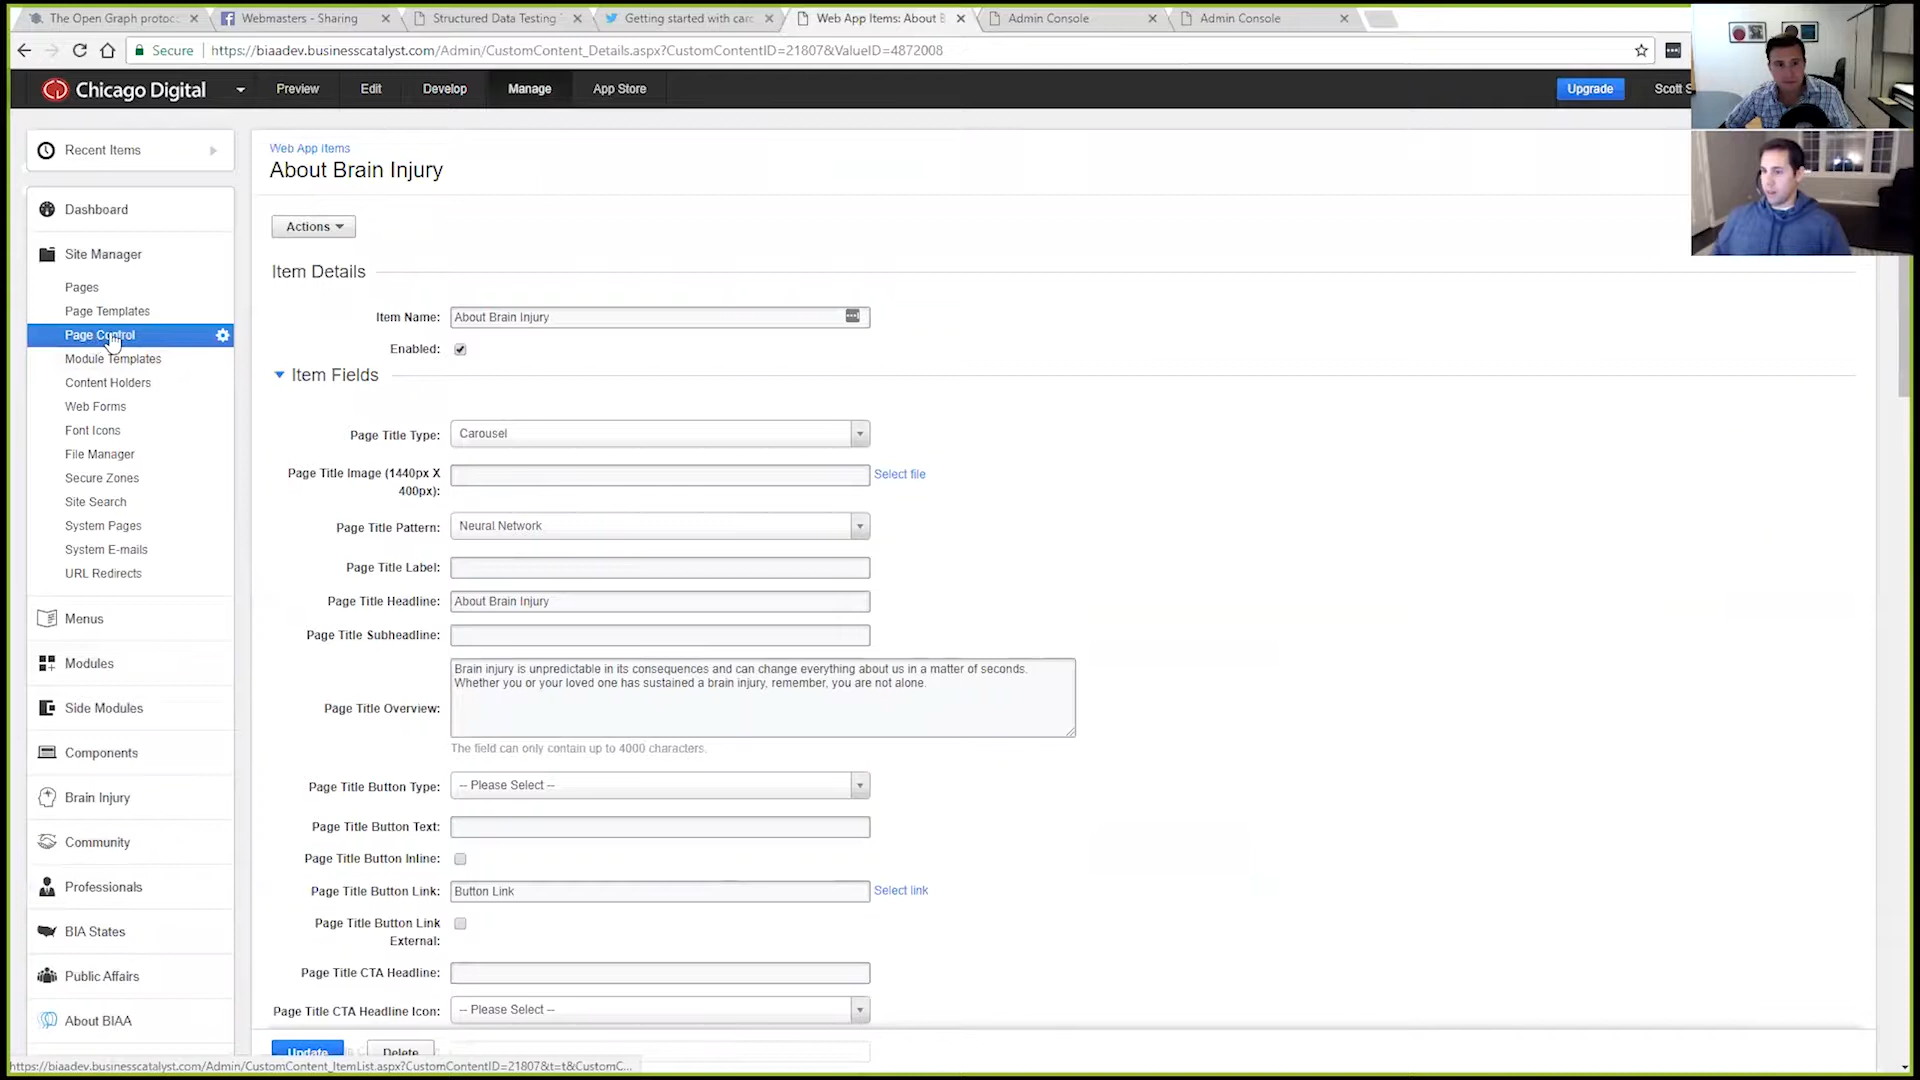 The Open Graph protoc
Webmasters - Sharing
Structured Data Testing
Getting started with car
Web App Items: About B
Admin Console
Admin Console
Secure
https://biaadev.businesscatalyst.com/Admin/CustomContent_Details.aspx?CustomContentID=21807&ValueID=4872008
Chicago Digital
Preview
Edit
Develop
Manage
App Store
Upgrade
Scott S
Recent Items
Dashboard
Site Manager
Pages
Page Templates
Page Control
Module Templates
Content Holders
Web Forms
Font Icons
File Manager
Secure Zones
Site Search
System Pages
System E-mails
URL Redirects
Menus
Modules
Side Modules
Components
Brain Injury
Community
Professionals
BIA States
Public Affairs
About BIAA
Web App Items
About Brain Injury
Actions
Item Details
Item Name: About Brain Injury
Enabled:
Item Fields
Page Title Type: Carousel
Page Title Image (1440px X
400px):
Select file
Page Title Pattern: Neural Network
Page Title Label:
Page Title Headline: About Brain Injury
Page Title Subheadline:
Page Title Overview:
Brain injury is unpredictable in its consequences and can change everything about us in a matter of seconds.
Whether you or your loved one has sustained a brain injury, remember, you are not alone.
The field can only contain up to 4000 characters.
Page Title Button Type: -- Please Select --
Page Title Button Text:
Page Title Button Inline:
Page Title Button Link: Button Link Select link
Page Title Button Link
External:
Page Title CTA Headline:
Page Title CTA Headline Icon: -- Please Select --
Update
Delete
https://biaadev.businesscatalyst.com/Admin/CustomContent_ItemList.aspx?CustomContentID=21807&t=t&CustomC...